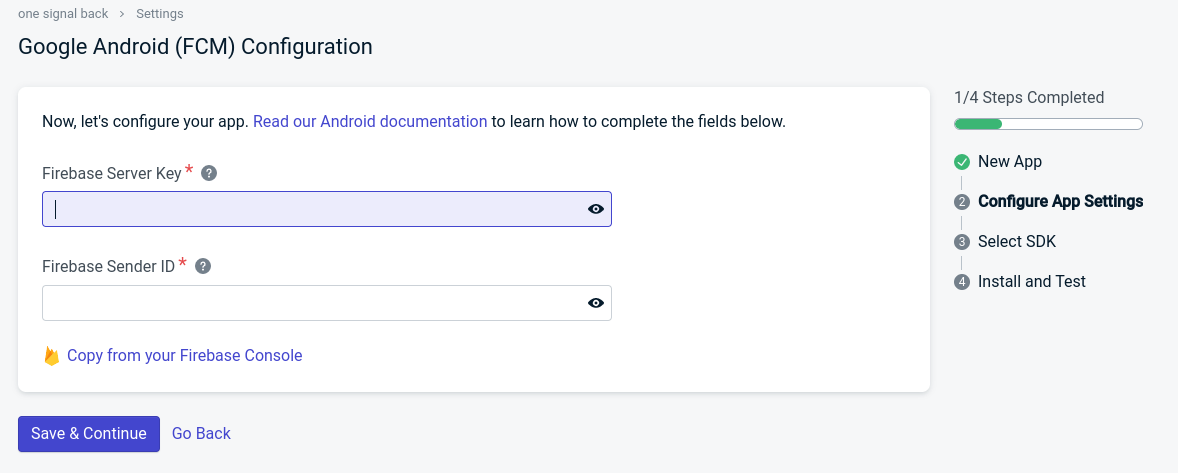 one signal back > Settings
Google Android (FCM) Configuration
Now, let's configure your app. Read our Android documentation to learn how to complete the fields below.
Firebase Server Key * ?
Firebase Sender ID * ?
Copy from your Firebase Console
Save & Continue Go Back
1/4 Steps Completed
New App
2 Configure App Settings
3 Select SDK
4 Install and Test